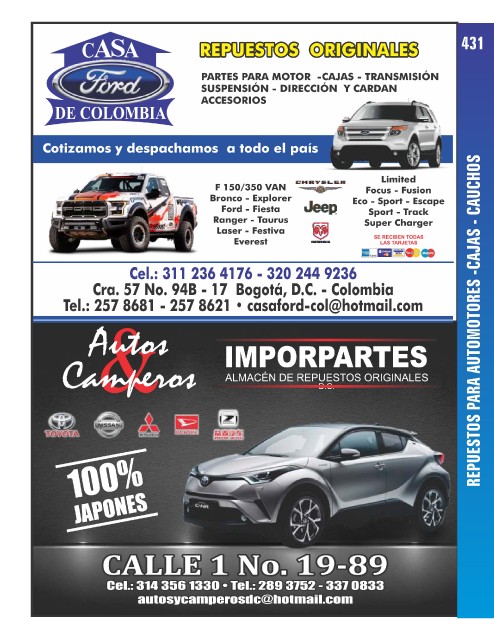 CASA
Ford
DE COLOMBIA
REPUESTOS ORIGINALES
PARTES PARA MOTOR -CAJAS - TRANSMISIÓN
SUSPENSIÓN - DIRECCIÓN Y CARDAN
ACCESORIOS
Cotizamos y despachamos a todo el país
F 150/350 VAN
Bronco - Explorer
Ford - Fiesta
Ranger - Taurus
Laser - Festiva
Everest
CHRYSLER
Jeep
Limited
Focus - Fusion
Eco - Sport - Escape
Sport - Track
Super Charger
SE RECIBEN TODAS
LAS TARJETAS
Cel.: 311 236 4176 - 320 244 9236
Cra. 57 No. 94B - 17 Bogotá, D.C. - Colombia
Tel.: 257 8681 - 257 8621 • casaford-col@hotmail.com
Autos
&
Camperos
IMPORPARTES
ALMACÉN DE REPUESTOS ORIGINALES
D.C.
TOYOTA
NISSAN
MITSUBISHI
DAIHATSU
100%
JAPONES
C-HR
CALLE 1 No. 19-89
Cel.: 314 356 1330 • Tel.: 289 3752 - 337 0833
autosycamperosdc@hotmail.com
431
REPUESTOS PARA AUTOMOTORES -CAJAS - CAUCHOS